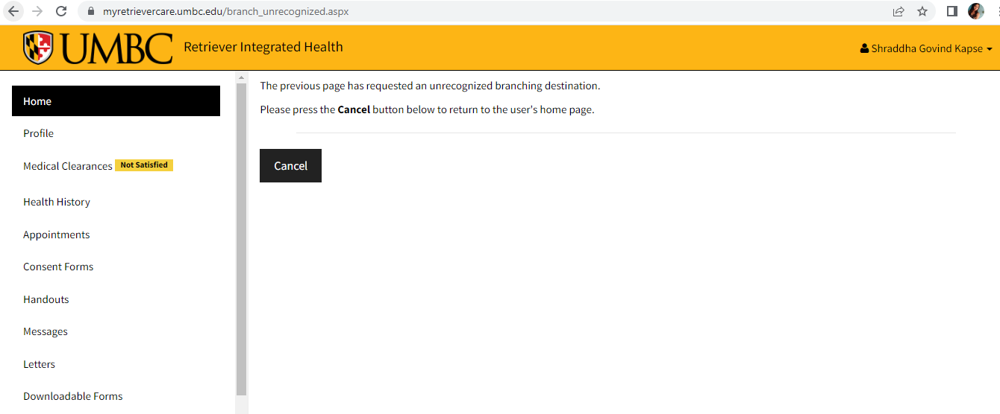 myretrievercare.umbc.edu/branch_unrecognized.aspx
UMBC Retriever Integrated Health
Shraddha Govind Kapse
Home
Profile
Medical Clearances Not Satisfied
Health History
Appointments
Consent Forms
Handouts
Messages
Letters
Downloadable Forms
The previous page has requested an unrecognized branching destination.
Please press the Cancel button below to return to the user's home page.
Cancel